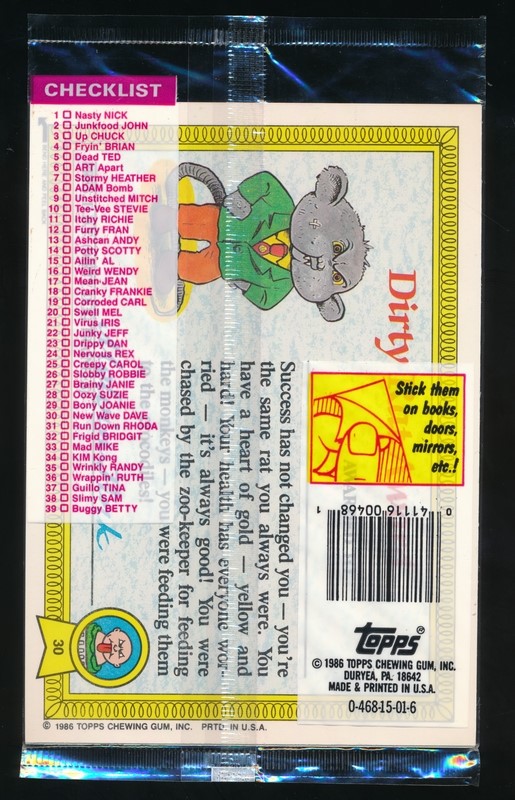 CHECKLIST
1 Nasty NICK
2 Junkfood JOHN
3 Up CHUCK
4 Fryin' BRIAN
5 Dead TED
6 ART Apart
7 Stormy HEATHER
8 ADAM Bomb
9 Unstitched MITCH
10 Tee-Vee STEVIE
11 Itchy RICHIE
12 Furry FRAN
13 Ashcan ANDY
14 Potty SCOTTY
15 Ailin' AL
16 Weird WENDY
17 Mean JEAN
18 Cranky FRANKIE
19 Corroded CARL
20 Swell MEL
21 Virus IRIS
22 Junky JEFF
23 Drippy DAN
24 Nervous REX
25 Creepy CAROL
26 Slobby ROBBIE
27 Brainy JANIE
28 Oozy SUZIE
29 Bony JOANIE
30 New Wave DAVE
31 Run Down RHODA
32 Frigid BRIDGIT
33 Mad MIKE
34 KIM Kong
35 Wrinkly RANDY
36 Wrappin' RUTH
37 Guillo TINA
38 Slimy SAM
39 Buggy BETTY
Dirty
Success has not changed you — you're
the same rat you always were. You
have a heart of gold — yellow and
hard! Your health has everyone wor-
ried — it's always good! You were
chased by the zoo-keeper for feeding
the monkeys — you were feeding them
to the crocodiles!
30
Stick them
on books,
doors,
mirrors,
etc.!
0 41116 00468 1
topps®
© 1986 TOPPS CHEWING GUM, INC.
DURYEA, PA. 18642
MADE & PRINTED IN U.S.A.
0-468-15-01-6
© 1986 TOPPS CHEWING GUM, INC. PRTD. IN U.S.A.